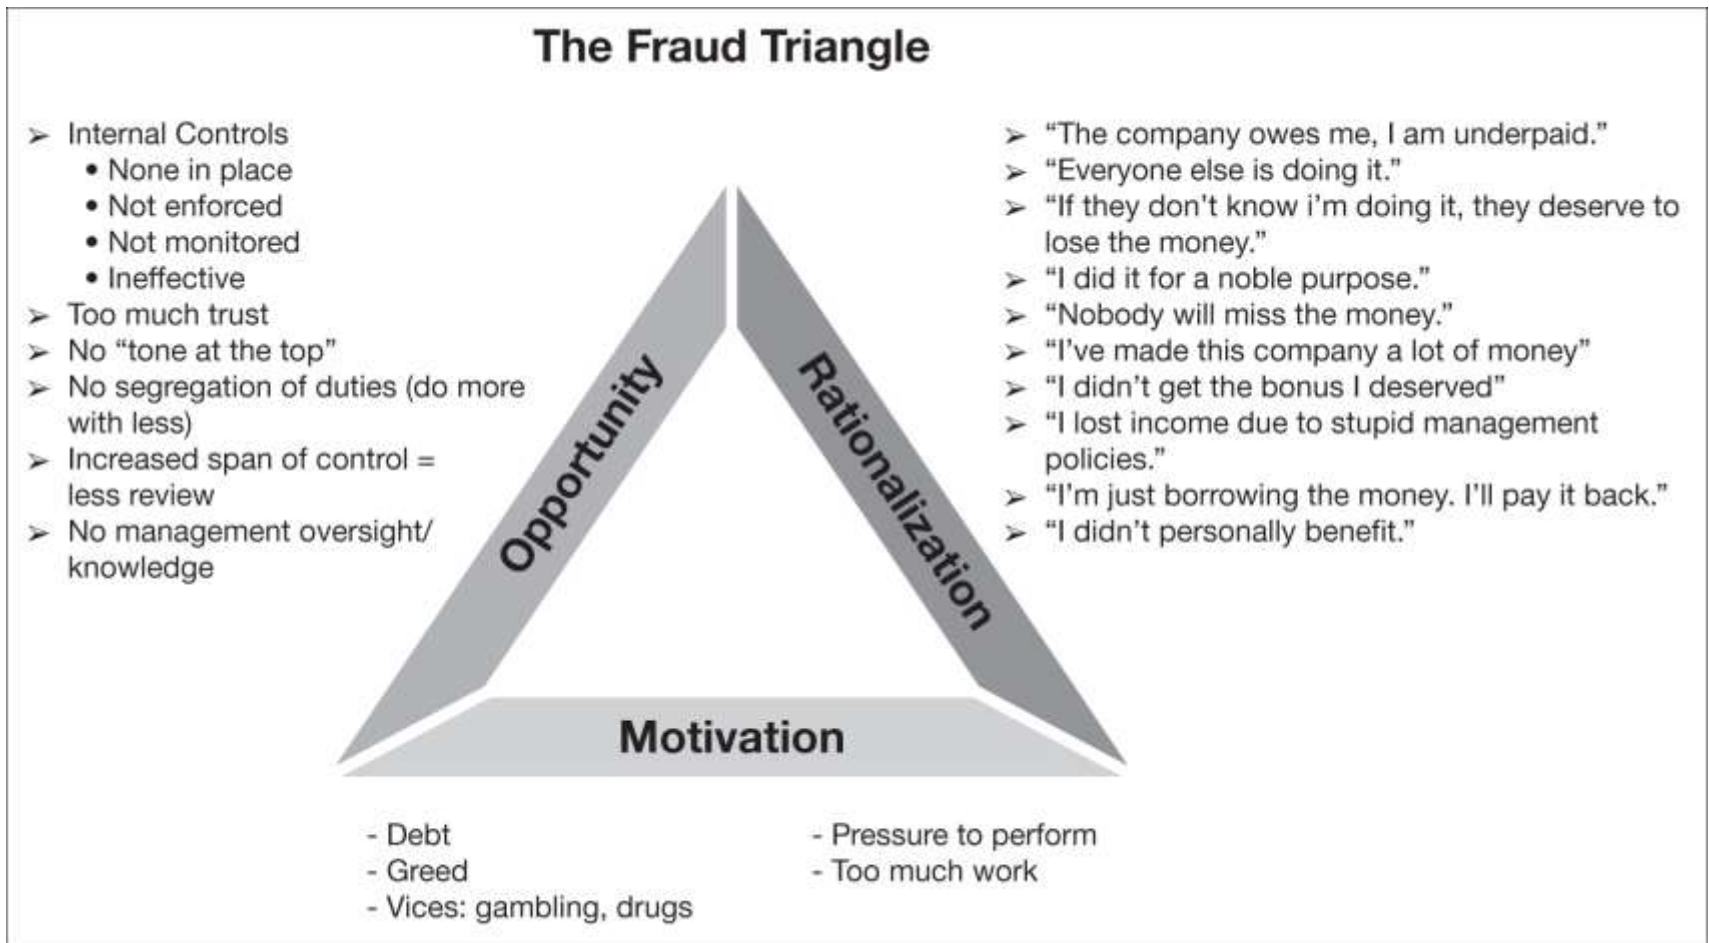 The Fraud Triangle
➢ Internal Controls
• None in place
• Not enforced
• Not monitored
• Ineffective
➢ Too much trust
➢ No “tone at the top”
➢ No segregation of duties (do more
with less)
➢ Increased span of control =
less review
➢ No management oversight/
knowledge
Opportunity
Rationalization
➢ “The company owes me, I am underpaid.”
➢ “Everyone else is doing it.”
➢ “If they don’t know i’m doing it, they deserve to
lose the money.”
➢ “I did it for a noble purpose.”
➢ “Nobody will miss the money.”
➢ “I’ve made this company a lot of money”
➢ “I didn’t get the bonus I deserved”
➢ “I lost income due to stupid management
policies.”
➢ “I’m just borrowing the money. I’ll pay it back.”
➢ “I didn’t personally benefit.”
Motivation
- Debt
- Greed
- Vices: gambling, drugs
- Pressure to perform
- Too much work